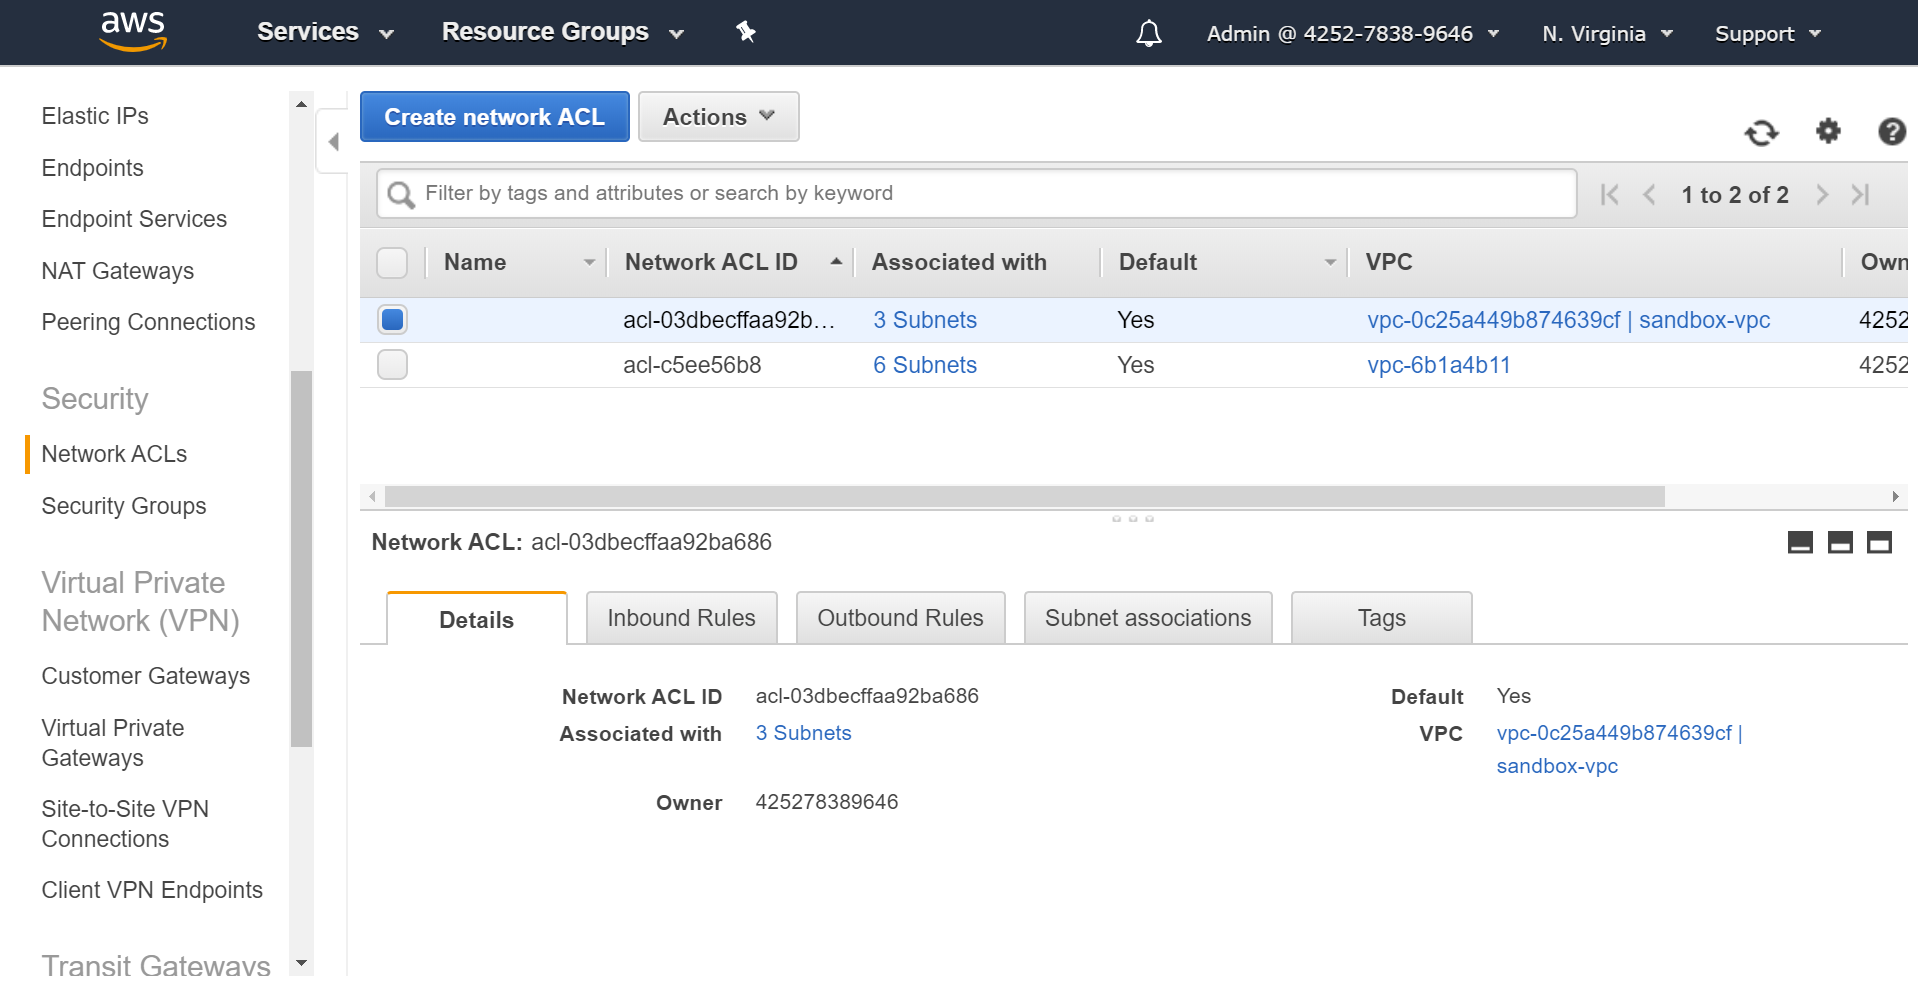 aws
Services
Resource Groups
Admin @ 4252-7838-9646
N. Virginia
Support
Elastic IPs
Endpoints
Endpoint Services
NAT Gateways
Peering Connections
Security
Network ACLs
Security Groups
Virtual Private
Network (VPN)
Customer Gateways
Virtual Private
Gateways
Site-to-Site VPN
Connections
Client VPN Endpoints
Transit Gateways
Create network ACL
Actions
Filter by tags and attributes or search by keyword
1 to 2 of 2
Name
Network ACL ID
Associated with
Default
VPC
Own
acl-03dbecffaa92b...
3 Subnets
Yes
vpc-0c25a449b874639cf | sandbox-vpc
4252
acl-c5ee56b8
6 Subnets
Yes
vpc-6b1a4b11
4252
Network ACL: acl-03dbecffaa92ba686
Details
Inbound Rules
Outbound Rules
Subnet associations
Tags
Network ACL ID acl-03dbecffaa92ba686
Associated with 3 Subnets
Owner 425278389646
Default Yes
VPC vpc-0c25a449b874639cf |
sandbox-vpc